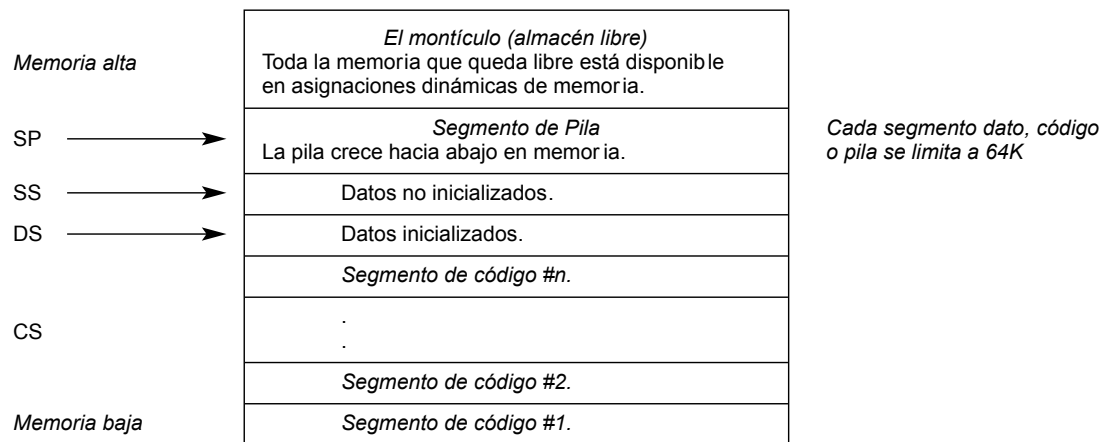 El montículo (almacén libre)
Memoria alta
Toda la memoria que queda libre está disponible
en asignaciones dinámicas de memoria.
SP
Segmento de Pila
La pila crece hacia abajo en memoria.
Cada segmento dato, código
o pila se limita a 64K
SS
Datos no inicializados.
DS
Datos inicializados.
Segmento de código #n.
CS
.
.
Segmento de código #2.
Memoria baja
Segmento de código #1.